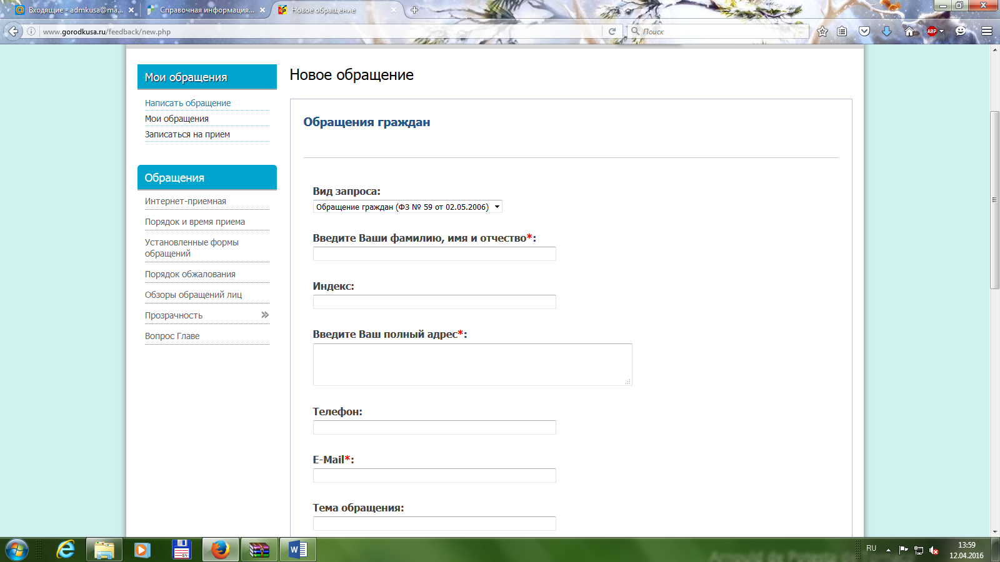 Входящие - admkusa@ma...
Справочная информация...
Новое обращение
www.gorodkusa.ru/feedback/new.php
Поиск
ABP
Мои обращения
Написать обращение
Мои обращения
Записаться на прием
Обращения
Интернет-приемная
Порядок и время приема
Установленные формы
обращений
Порядок обжалования
Обзоры обращений лиц
Прозрачность
Вопрос Главе
Новое обращение
Обращения граждан
Вид запроса:
Обращение граждан (ФЗ № 59 от 02.05.2006)
Введите Ваши фамилию, имя и отчество*:
Индекс:
Введите Ваш полный адрес*:
Телефон:
E-Mail*:
Тема обращения:
RU
13:59
12.04.2016